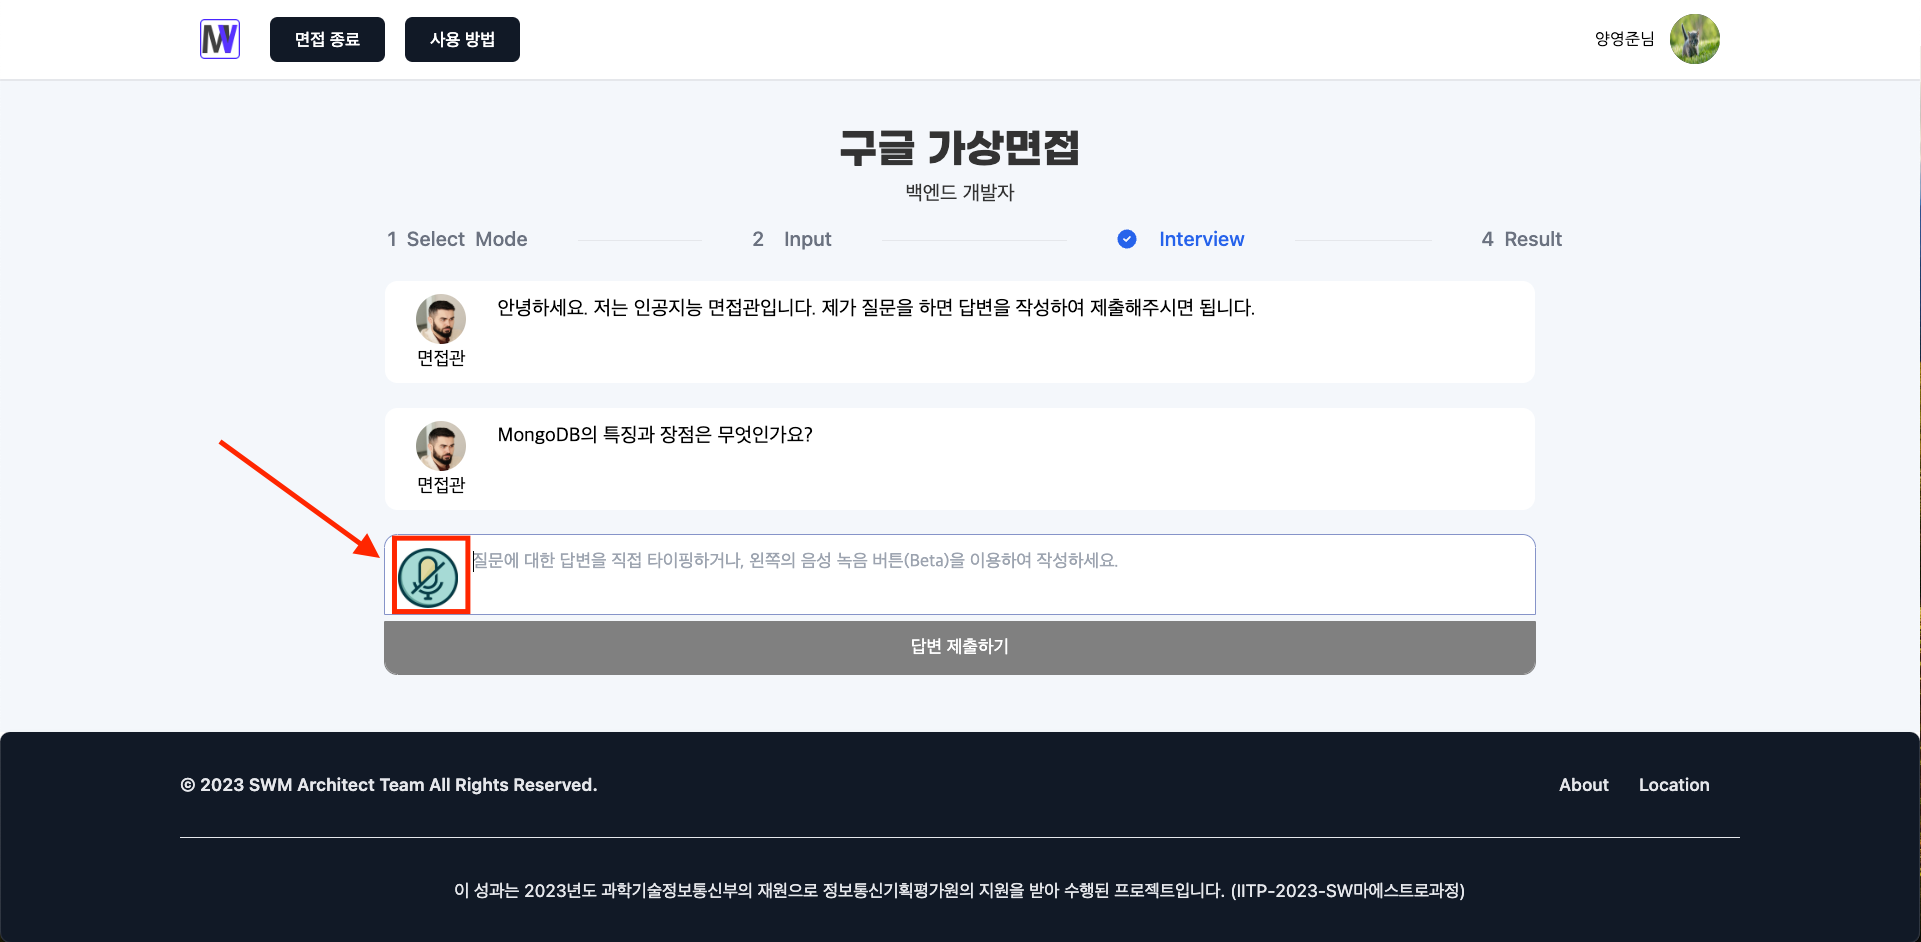 MV
면접 종료
사용 방법
양영준님
구글 가상면접
백엔드 개발자
1 Select Mode
2 Input
Interview
4 Result
안녕하세요. 저는 인공지능 면접관입니다. 제가 질문을 하면 답변을 작성하여 제출해주시면 됩니다.
면접관
MongoDB의 특징과 장점은 무엇인가요?
면접관
질문에 대한 답변을 직접 타이핑하거나, 왼쪽의 음성 녹음 버튼(Beta)을 이용하여 작성하세요.
답변 제출하기
© 2023 SWM Architect Team All Rights Reserved.
About
Location
이 성과는 2023년도 과학기술정보통신부의 재원으로 정보통신기획평가원의 지원을 받아 수행된 프로젝트입니다. (IITP-2023-SW마에스트로과정)